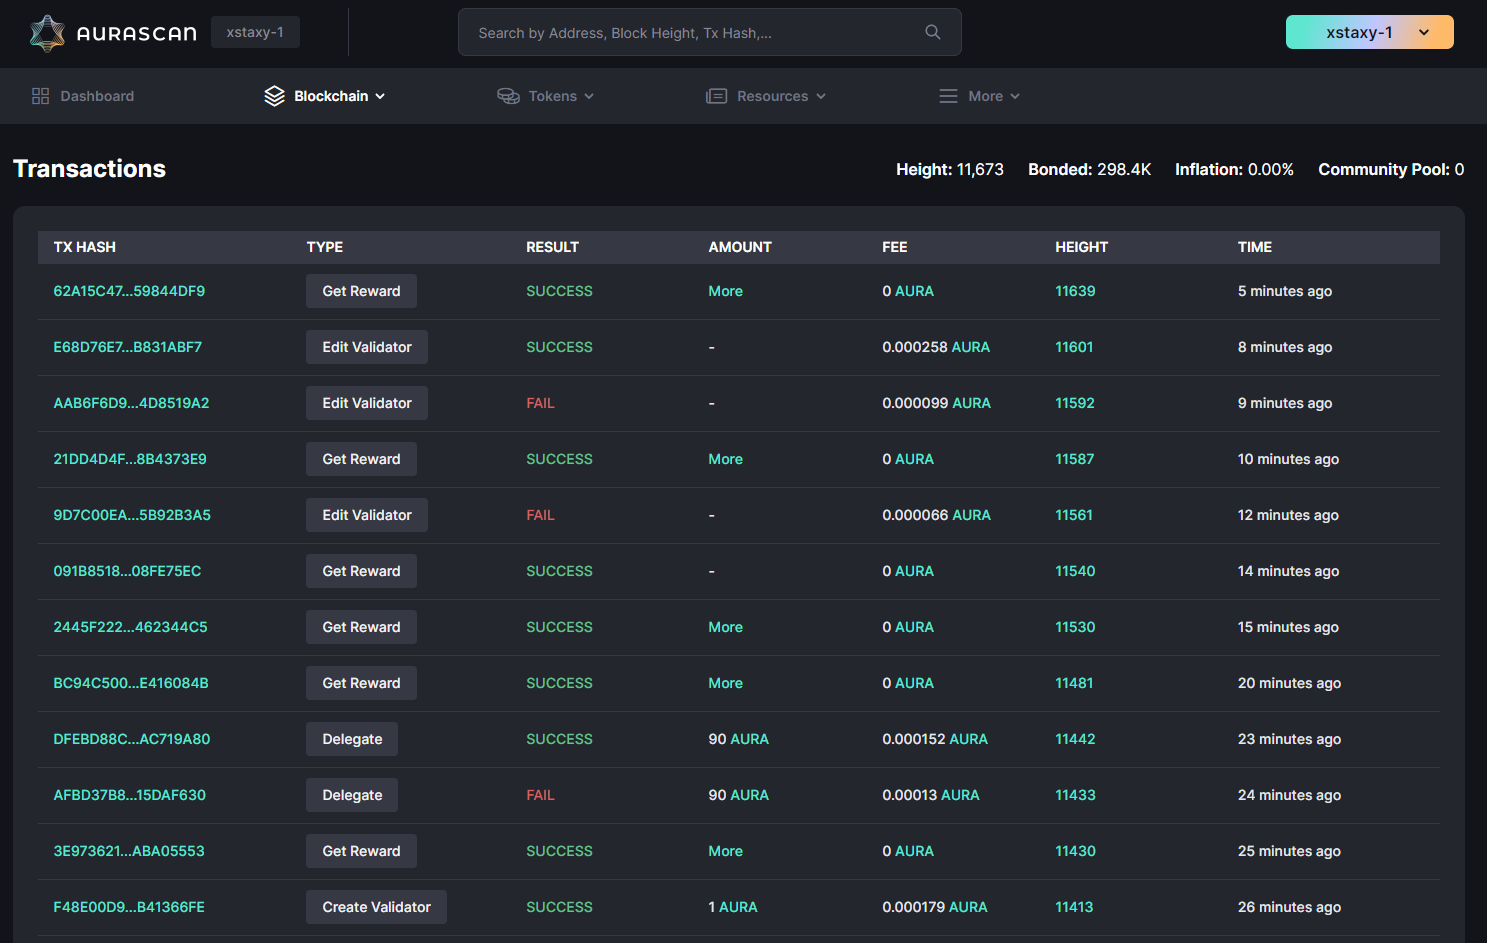 AURASCAN xstaxy-1 Search by Address, Block Height, Tx Hash,... xstaxy-1
Dashboard Blockchain Tokens Resources More
Transactions Height: 11,673 Bonded: 298.4K Inflation: 0.00% Community Pool: 0
TX HASH TYPE RESULT AMOUNT FEE HEIGHT TIME
62A15C47...59844DF9 Get Reward SUCCESS More 0 AURA 11639 5 minutes ago
E68D76E7...B831ABF7 Edit Validator SUCCESS - 0.000258 AURA 11601 8 minutes ago
AAB6F6D9...4D8519A2 Edit Validator FAIL - 0.000099 AURA 11592 9 minutes ago
21DD4D4F...8B4373E9 Get Reward SUCCESS More 0 AURA 11587 10 minutes ago
9D7C00EA...5B92B3A5 Edit Validator FAIL - 0.000066 AURA 11561 12 minutes ago
091B8518...08FE75EC Get Reward SUCCESS - 0 AURA 11540 14 minutes ago
2445F222...462344C5 Get Reward SUCCESS More 0 AURA 11530 15 minutes ago
BC94C500...E416084B Get Reward SUCCESS More 0 AURA 11481 20 minutes ago
DFEBD88C...AC719A80 Delegate SUCCESS 90 AURA 0.000152 AURA 11442 23 minutes ago
AFBD37B8...15DAF630 Delegate FAIL 90 AURA 0.00013 AURA 11433 24 minutes ago
3E973621...ABA05553 Get Reward SUCCESS More 0 AURA 11430 25 minutes ago
F48E00D9...B41366FE Create Validator SUCCESS 1 AURA 0.000179 AURA 11413 26 minutes ago